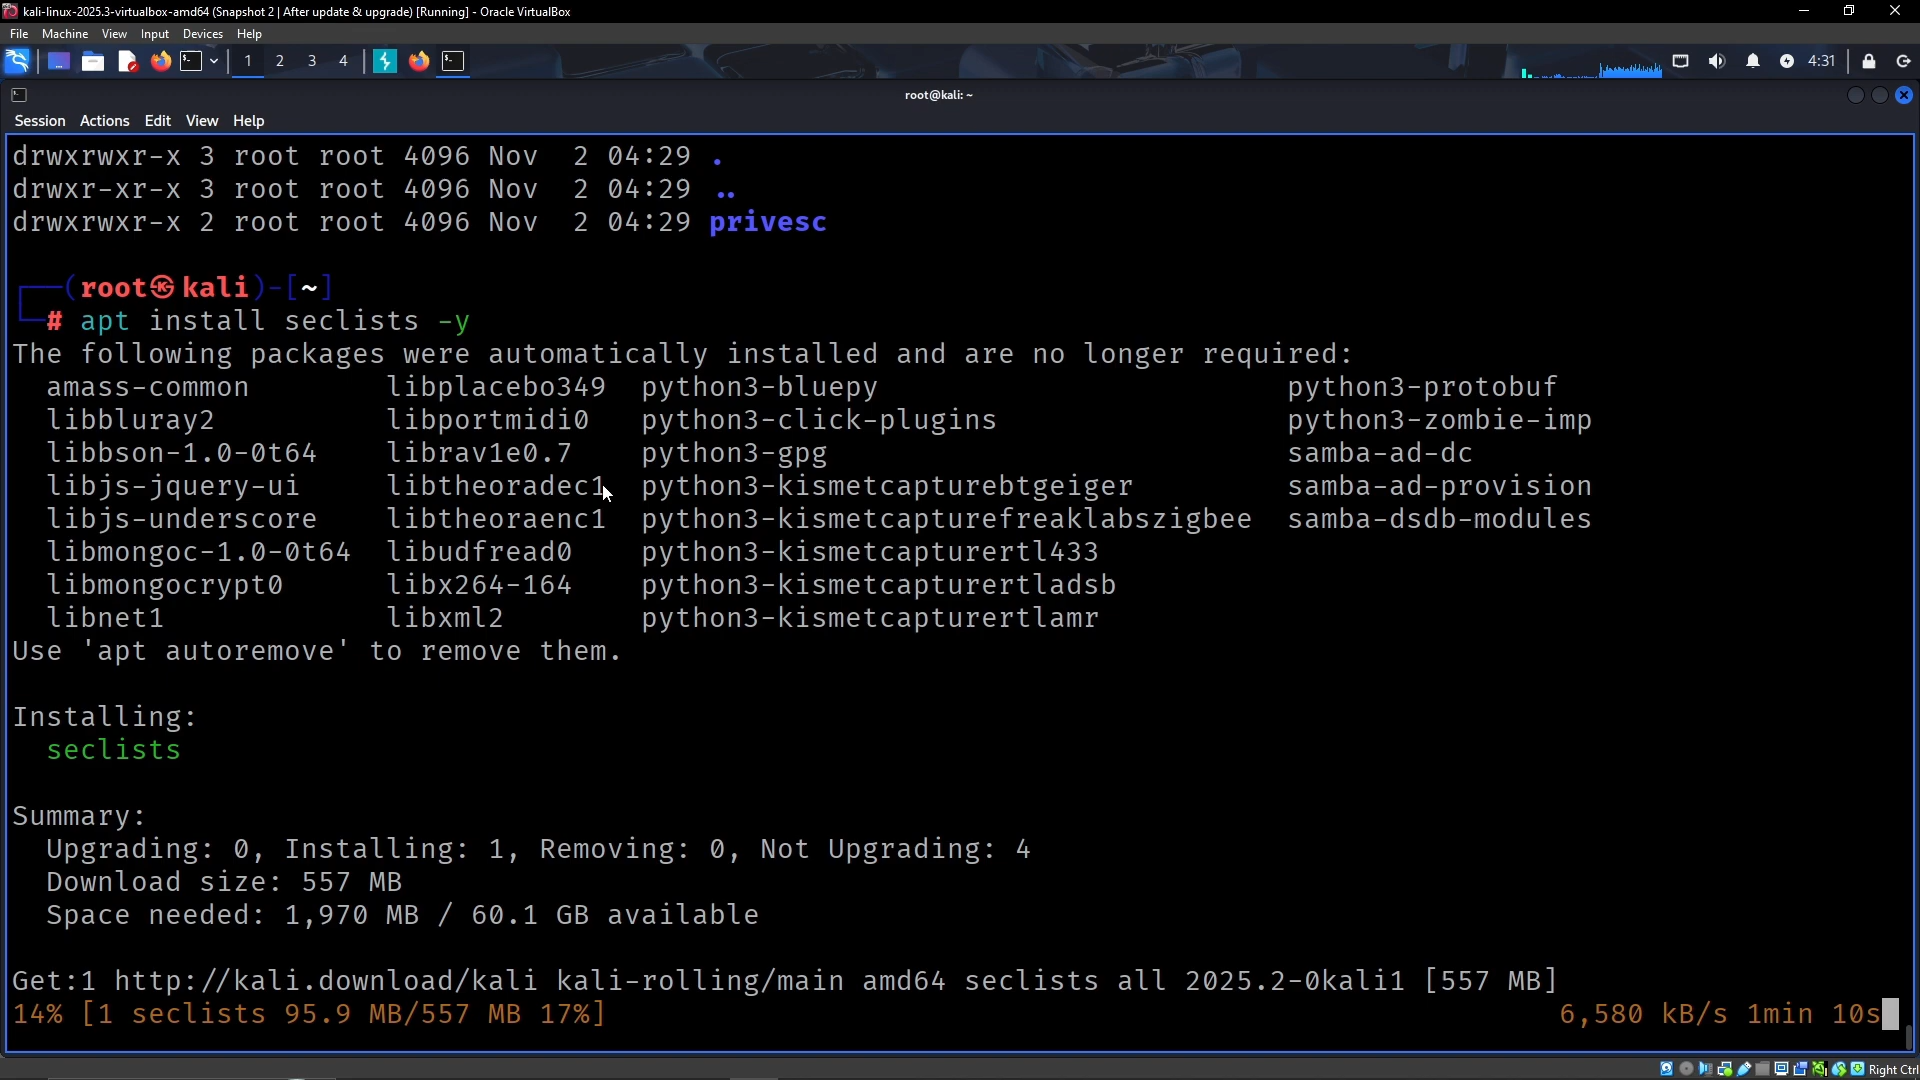 kali-linux-2025.3-virtualbox-amd64 (Snapshot 2 | After update & upgrade) [Running] - Oracle VirtualBox
File Machine View Input Devices Help
1 2 3 4 4:31
root@kali: ~
Session Actions Edit View Help
drwxrwxr-x 3 root root 4096 Nov  2 04:29 .
drwxr-xr-x 3 root root 4096 Nov  2 04:29 ..
drwxrwxr-x 2 root root 4096 Nov  2 04:29 privesc
┌──(root㉿kali)-[~]
└─# apt install seclists -y
The following packages were automatically installed and are no longer required:
amass-common libplacebo349 python3-bluepy python3-protobuf
libbluray2 libportmidi0 python3-click-plugins python3-zombie-imp
libbson-1.0-0t64 librav1e0.7 python3-gpg samba-ad-dc
libjs-jquery-ui libtheoradec1 python3-kismetcapturebtgeiger samba-ad-provision
libjs-underscore libtheoraenc1 python3-kismetcapturefreaklabszigbee samba-dsdb-modules
libmongoc-1.0-0t64 libudfread0 python3-kismetcapturertl433
libmongocrypt0 libx264-164 python3-kismetcapturertladsb
libnet1 libxml2 python3-kismetcapturertlamr
Use 'apt autoremove' to remove them.
Installing:
seclists
Summary:
Upgrading: 0, Installing: 1, Removing: 0, Not Upgrading: 4
Download size: 557 MB
Space needed: 1,970 MB / 60.1 GB available
Get:1 http://kali.download/kali kali-rolling/main amd64 seclists all 2025.2-0kali1 [557 MB]
14% [1 seclists 95.9 MB/557 MB 17%] 6,580 kB/s 1min 10s
Right Ctrl